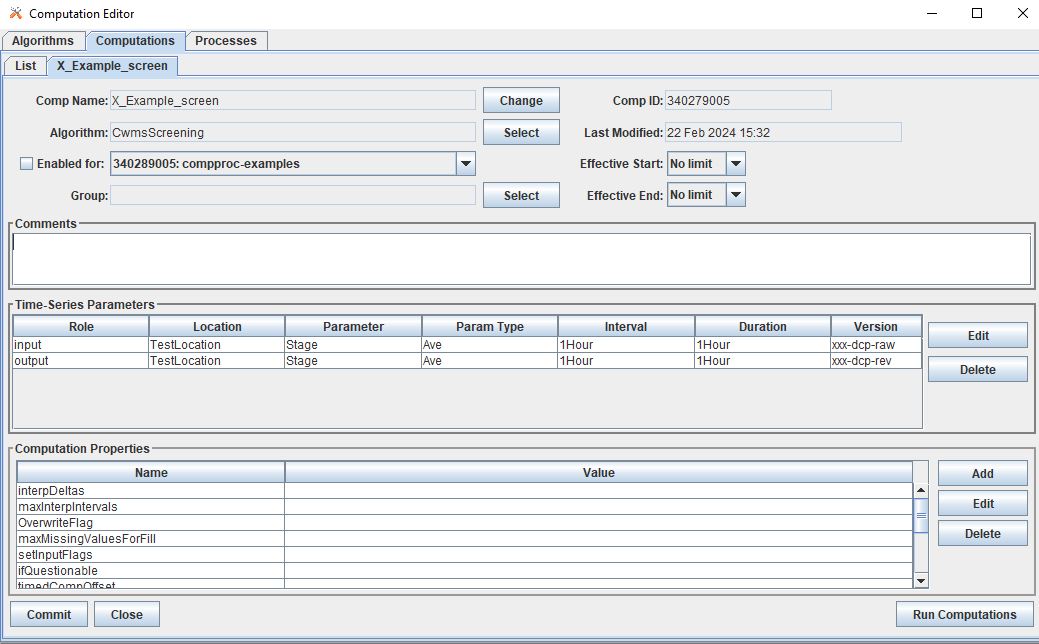 Computation Editor
Algorithms Computations Processes
List X_Example_screen
Comp Name: X_Example_screen Change Comp ID: 340279005
Algorithm: CwmsScreening Select Last Modified: 22 Feb 2024 15:32
Enabled for: 340289005: compproc-examples Effective Start: No limit
Group: Select Effective End: No limit
Comments
Time-Series Parameters
Role Location Parameter Param Type Interval Duration Version
input TestLocation Stage Ave 1Hour 1Hour xxx-dcp-raw
output TestLocation Stage Ave 1Hour 1Hour xxx-dcp-rev
Edit
Delete
Computation Properties
Name Value
interpDeltas
maxInterpIntervals
OverwriteFlag
maxMissingValuesForFill
setInputFlags
ifQuestionable
timedCompOffset
Add
Edit
Delete
Commit Close Run Computations